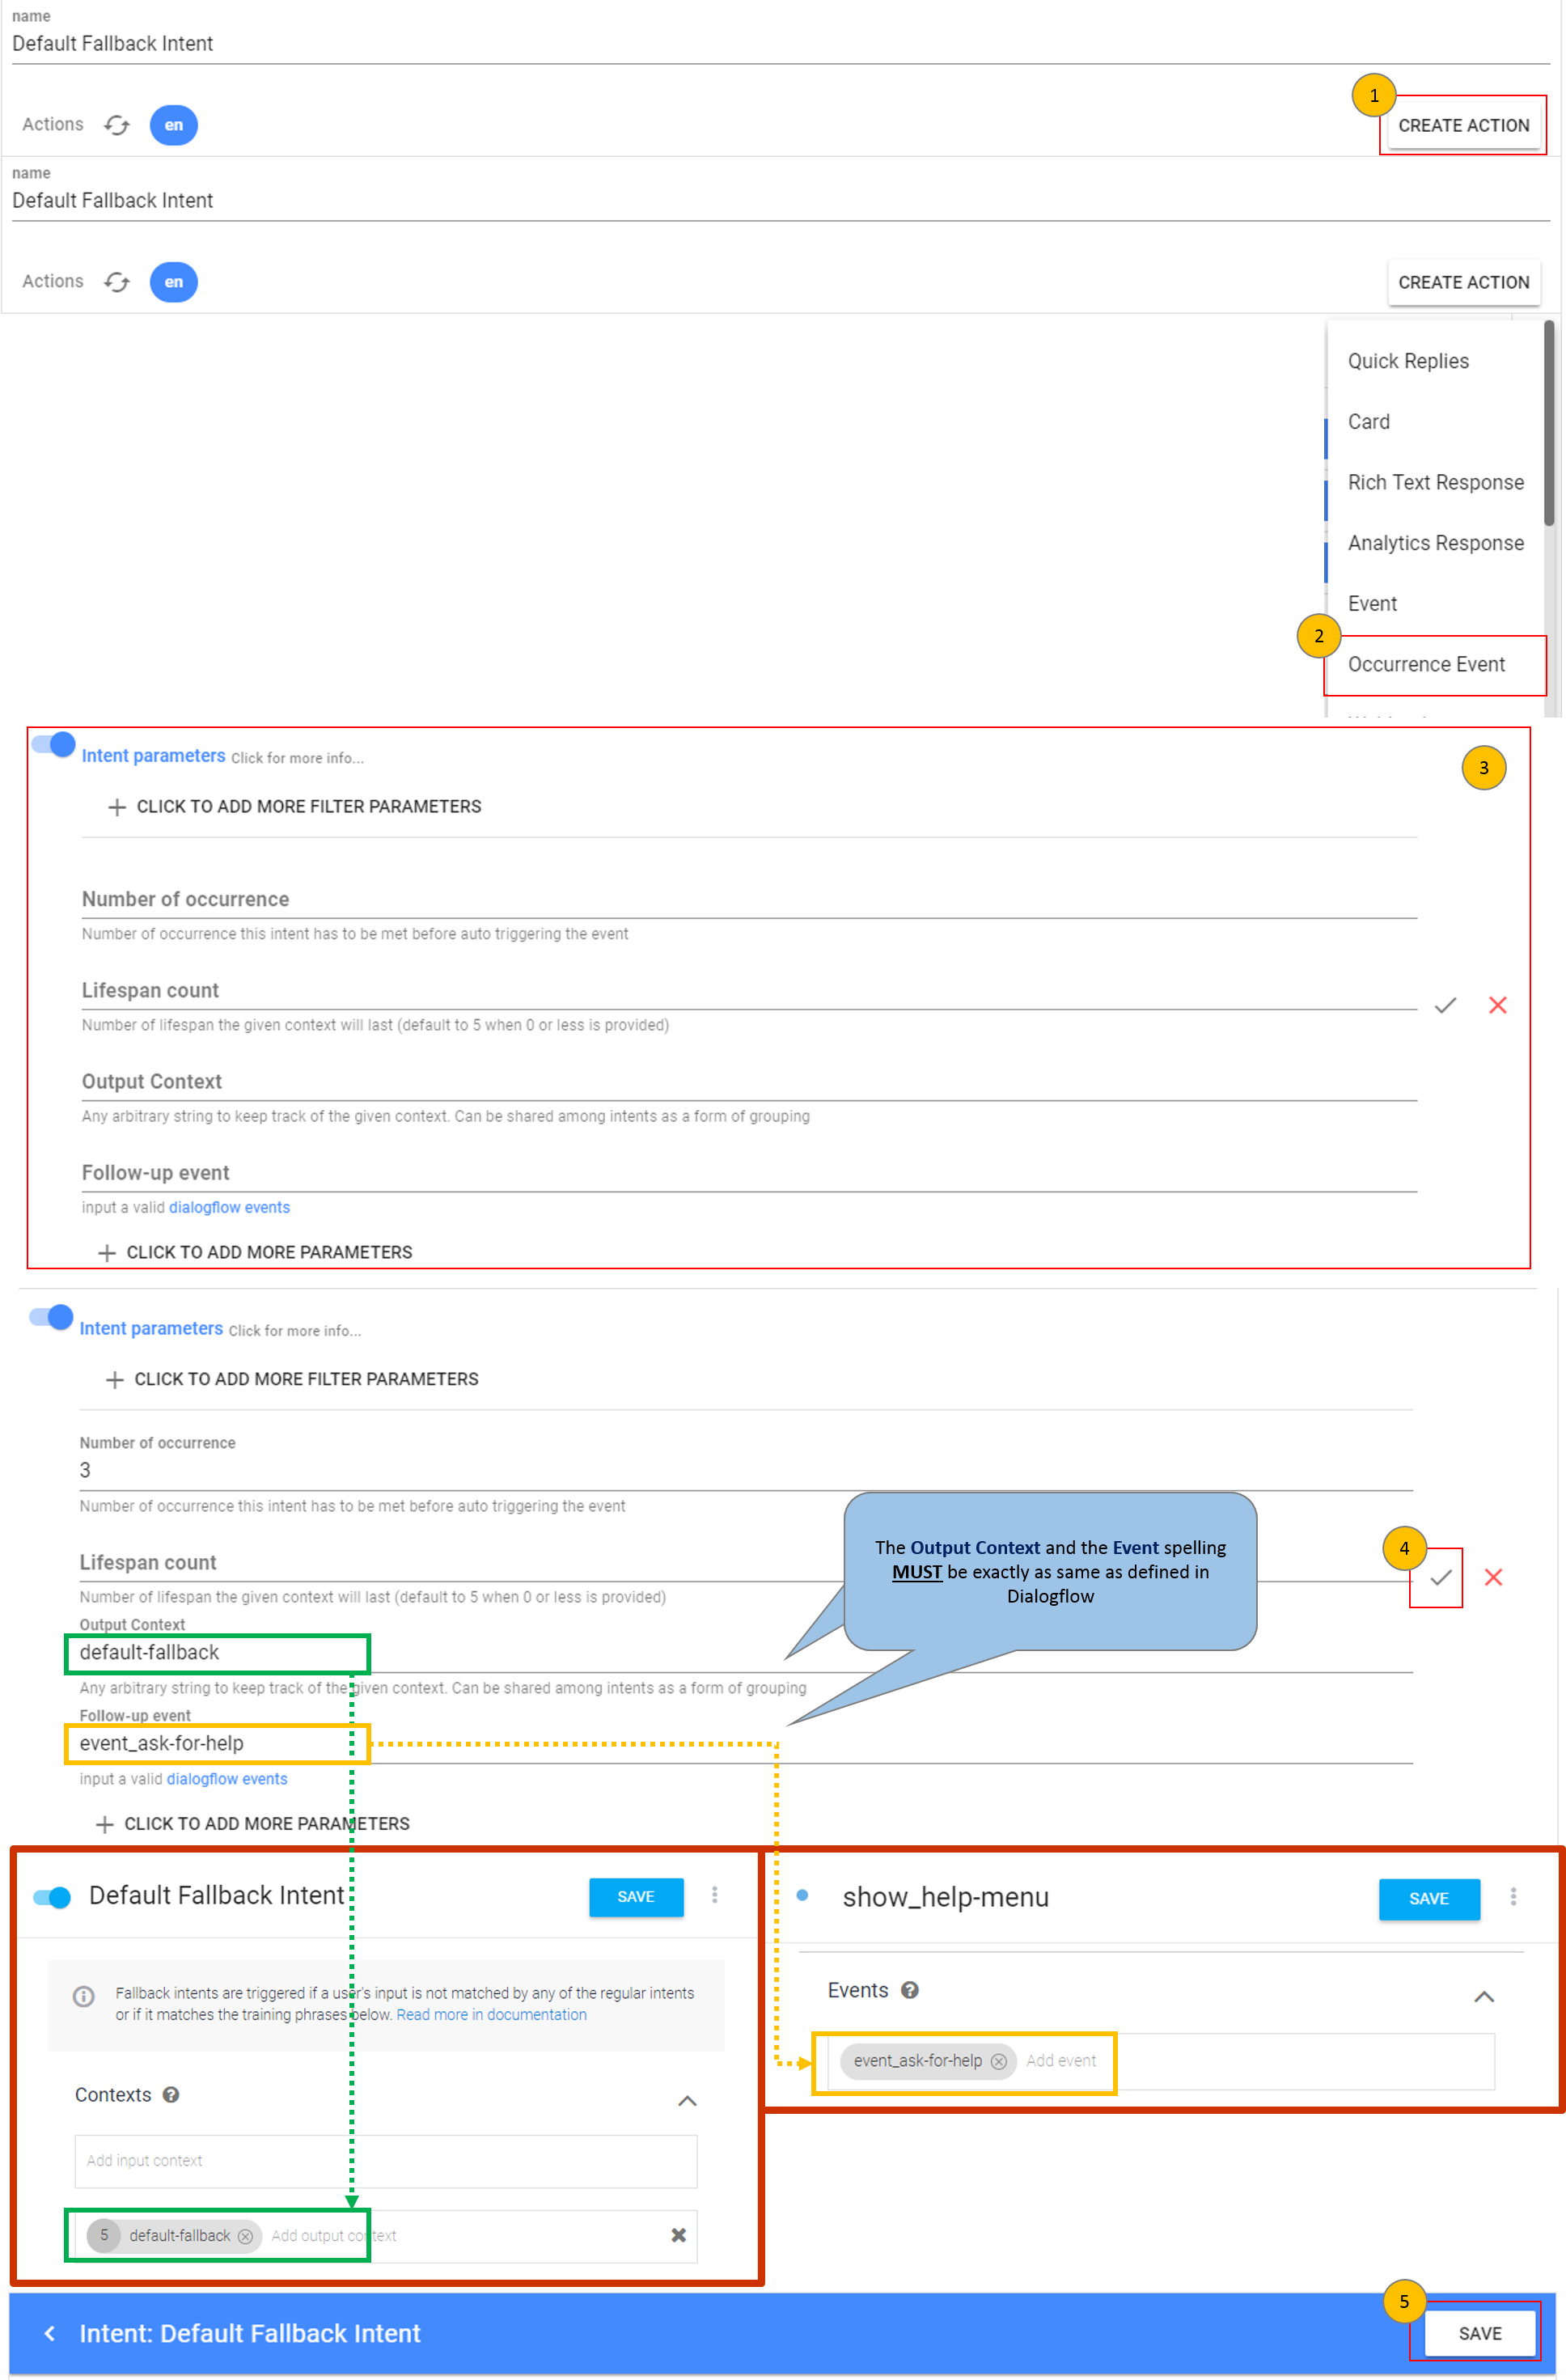 name
Default Fallback Intent
1
Actions en CREATE ACTION
name
Default Fallback Intent
Actions en CREATE ACTION
Quick Replies
Card
Rich Text Response
Analytics Response
Event
2
Occurrence Event
Intent parameters Click for more info...
3
CLICK TO ADD MORE FILTER PARAMETERS
Number of occurrence
Number of occurrence this intent has to be met before auto triggering the event
Lifespan count
Number of lifespan the given context will last (default to 5 when 0 or less is provided)
Output Context
Any arbitrary string to keep track of the given context. Can be shared among intents as a form of grouping
Follow-up event
input a valid dialogflow events
CLICK TO ADD MORE PARAMETERS
Intent parameters Click for more info...
CLICK TO ADD MORE FILTER PARAMETERS
Number of occurrence
3
Number of occurrence this intent has to be met before auto triggering the event
The Output Context and the Event spelling
MUST be exactly as same as defined in
Dialogflow
4
Lifespan count
Number of lifespan the given context will last (default to 5 when 0 or less is provided)
Output Context
default-fallback
Any arbitrary string to keep track of the given context. Can be shared among intents as a form of grouping
Follow-up event
event_ask-for-help
input a valid dialogflow events
CLICK TO ADD MORE PARAMETERS
Default Fallback Intent SAVE
Fallback intents are triggered if a user's input is not matched by any of the regular intents
or if it matches the training phrases below. Read more in documentation
Contexts ?
Add input context
5 default-fallback Add output context
show_help-menu SAVE
Events ?
event_ask-for-help Add event
5
Intent: Default Fallback Intent SAVE